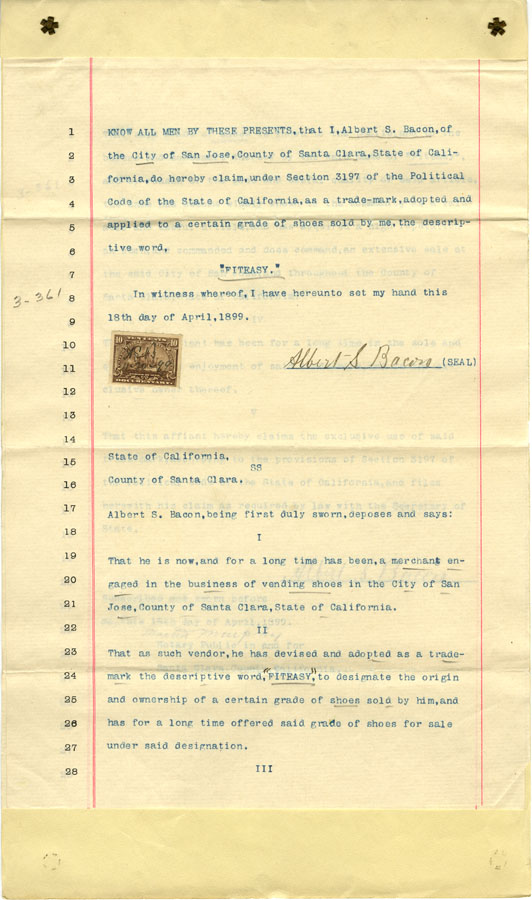 1 KNOW ALL MEN BY THESE PRESENTS,that I,Albert S. Bacon,of
2 the City of San Jose,County of Santa Clara,State of Cali-
3 fornia,do hereby claim,under Section 3197 of the Political
4 Code of the State of California,as a trade-mark,adopted and
5 applied to a certain grade of shoes sold by me,the descrip-
6 tive word,
7 "FITEASY."
3-361
8 In witness whereof,I have hereunto set my hand this
9 18th day of April,1899.
10
10 10
11 Albert S Bacon (SEAL)
DOCUMENTARY
12
13
14
15 State of California,
SS
16 County of Santa Clara.
17 Albert S. Bacon,being first duly sworn,deposes and says:
18 I
19 That he is now,and for a long time has been,a merchant en-
20 gaged in the business of vending shoes in the City of San
21 Jose,County of Santa Clara,State of California.
22 II
23 That as such vendor,he has devised and adopted as a trade-
24 mark the descriptive word,"FITEASY",to designate the origin
25 and ownership of a certain grade of shoes sold by him,and
26 has for a long time offered said grade of shoes for sale
27 under said designation.
28 III